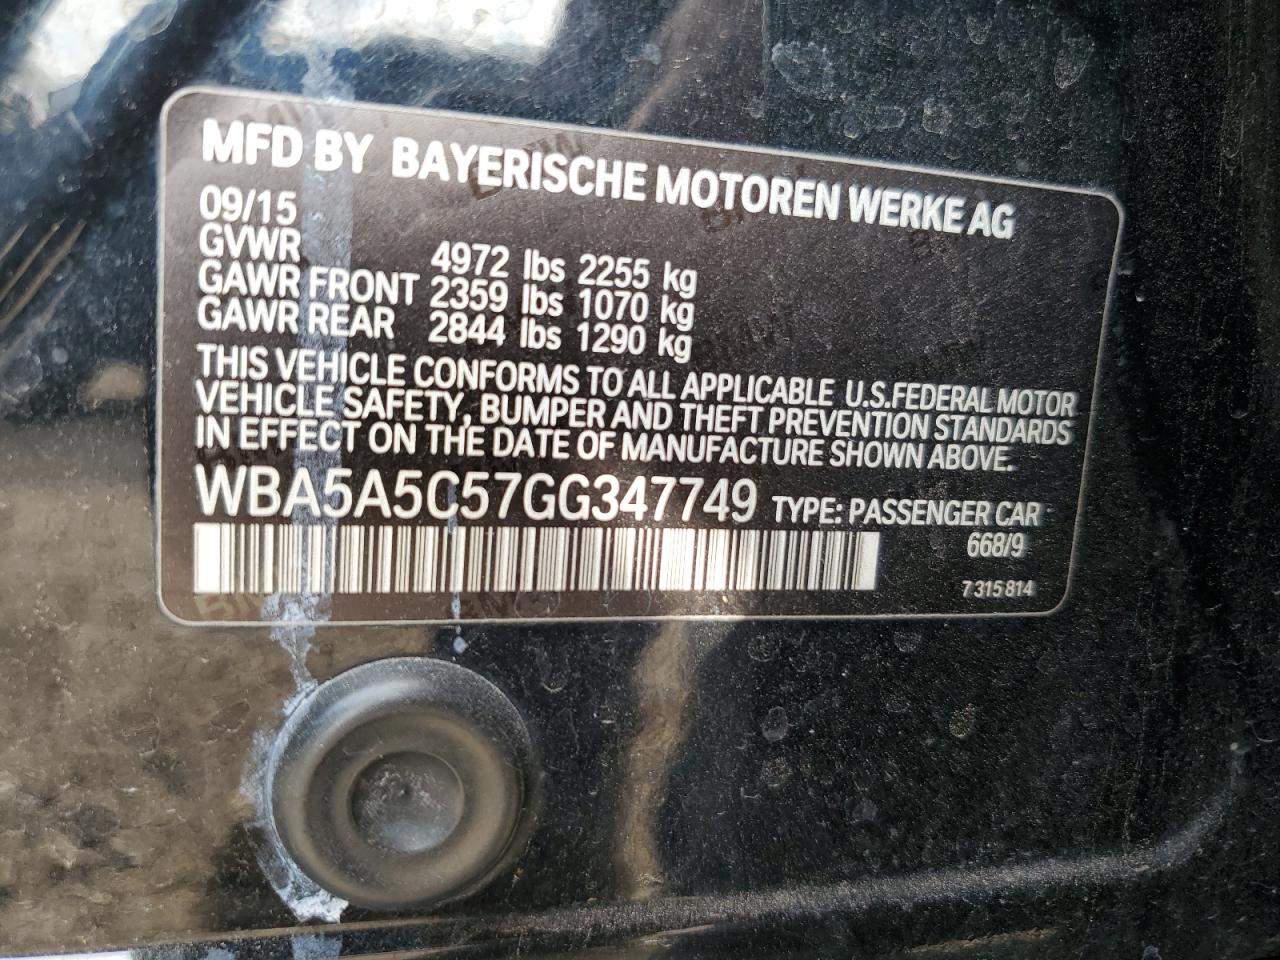 MFD BY BAYERISCHE MOTOREN WERKE AG
09/15
GVWR 4972 lbs 2255 kg
GAWR FRONT 2359 lbs 1070 kg
GAWR REAR 2844 lbs 1290 kg
THIS VEHICLE CONFORMS TO ALL APPLICABLE U.S.FEDERAL MOTOR
VEHICLE SAFETY, BUMPER AND THEFT PREVENTION STANDARDS
IN EFFECT ON THE DATE OF MANUFACTURE SHOWN ABOVE.
WBA5A5C57GG347749 TYPE: PASSENGER CAR
668/9
7 315 814